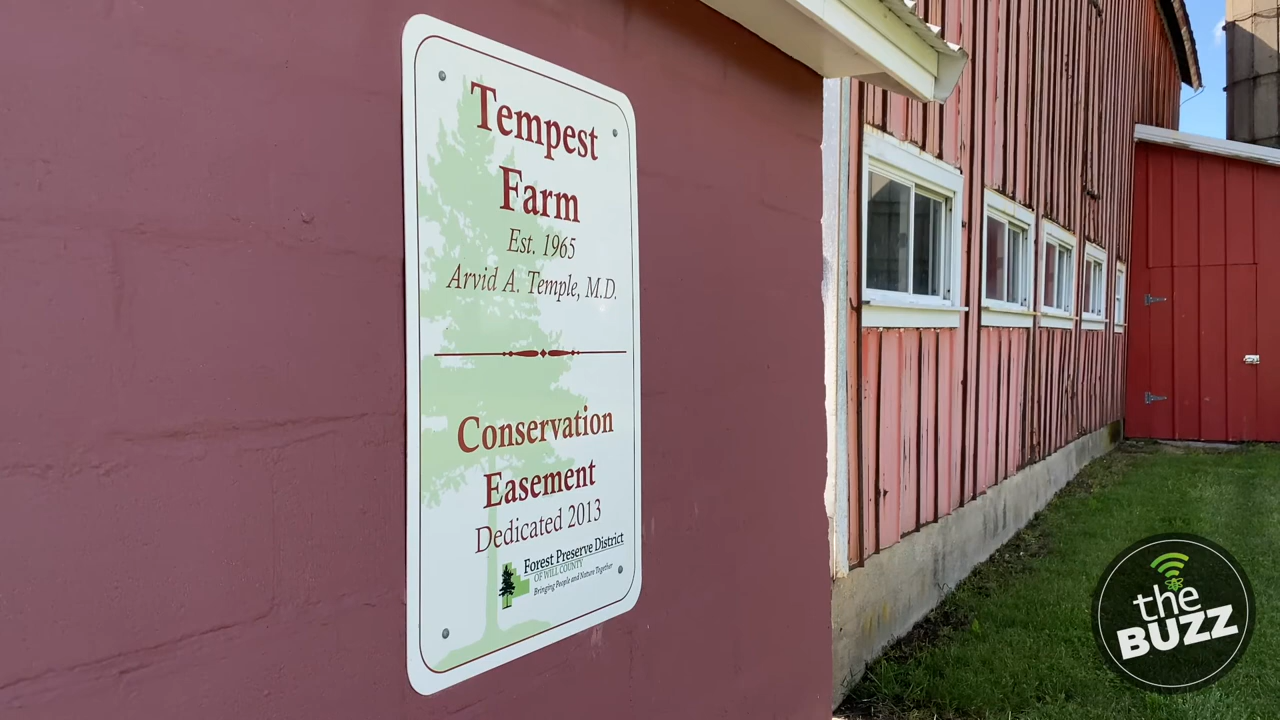 Tempest
Farm
Est. 1965
Arvid A. Temple, M.D.
Conservation
Easement
Dedicated 2013
Forest Preserve District
OF WILL COUNTY
Bringing People and Nature Together
the
BUZZ